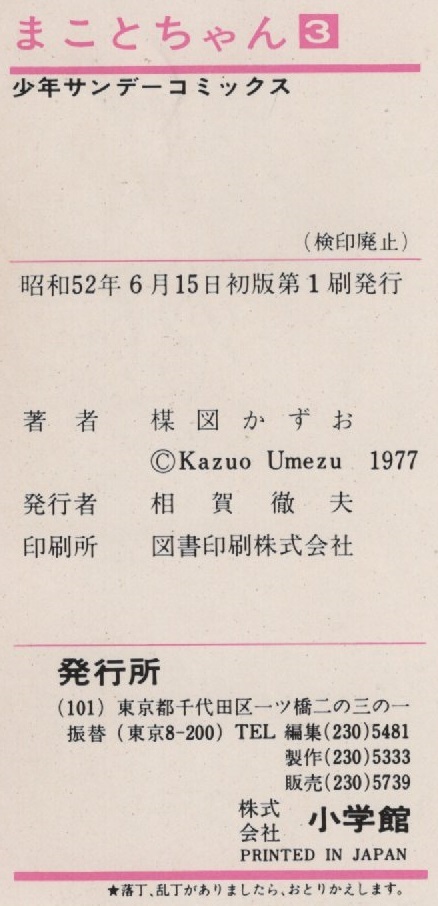 まことちゃん 3
少年サンデーコミックス
（検印廃止）
昭和52年6月15日初版第1刷発行
著者 楳図かずお
©Kazuo Umezu 1977
発行者 相賀徹夫
印刷所 図書印刷株式会社
発行所
（101）東京都千代田区一ツ橋二の三の一
振替（東京8-200）TEL 編集(230)5481
製作(230)5333
販売(230)5739
株式会社 小学館
PRINTED IN JAPAN
★落丁、乱丁がありましたら、おとりかえします。